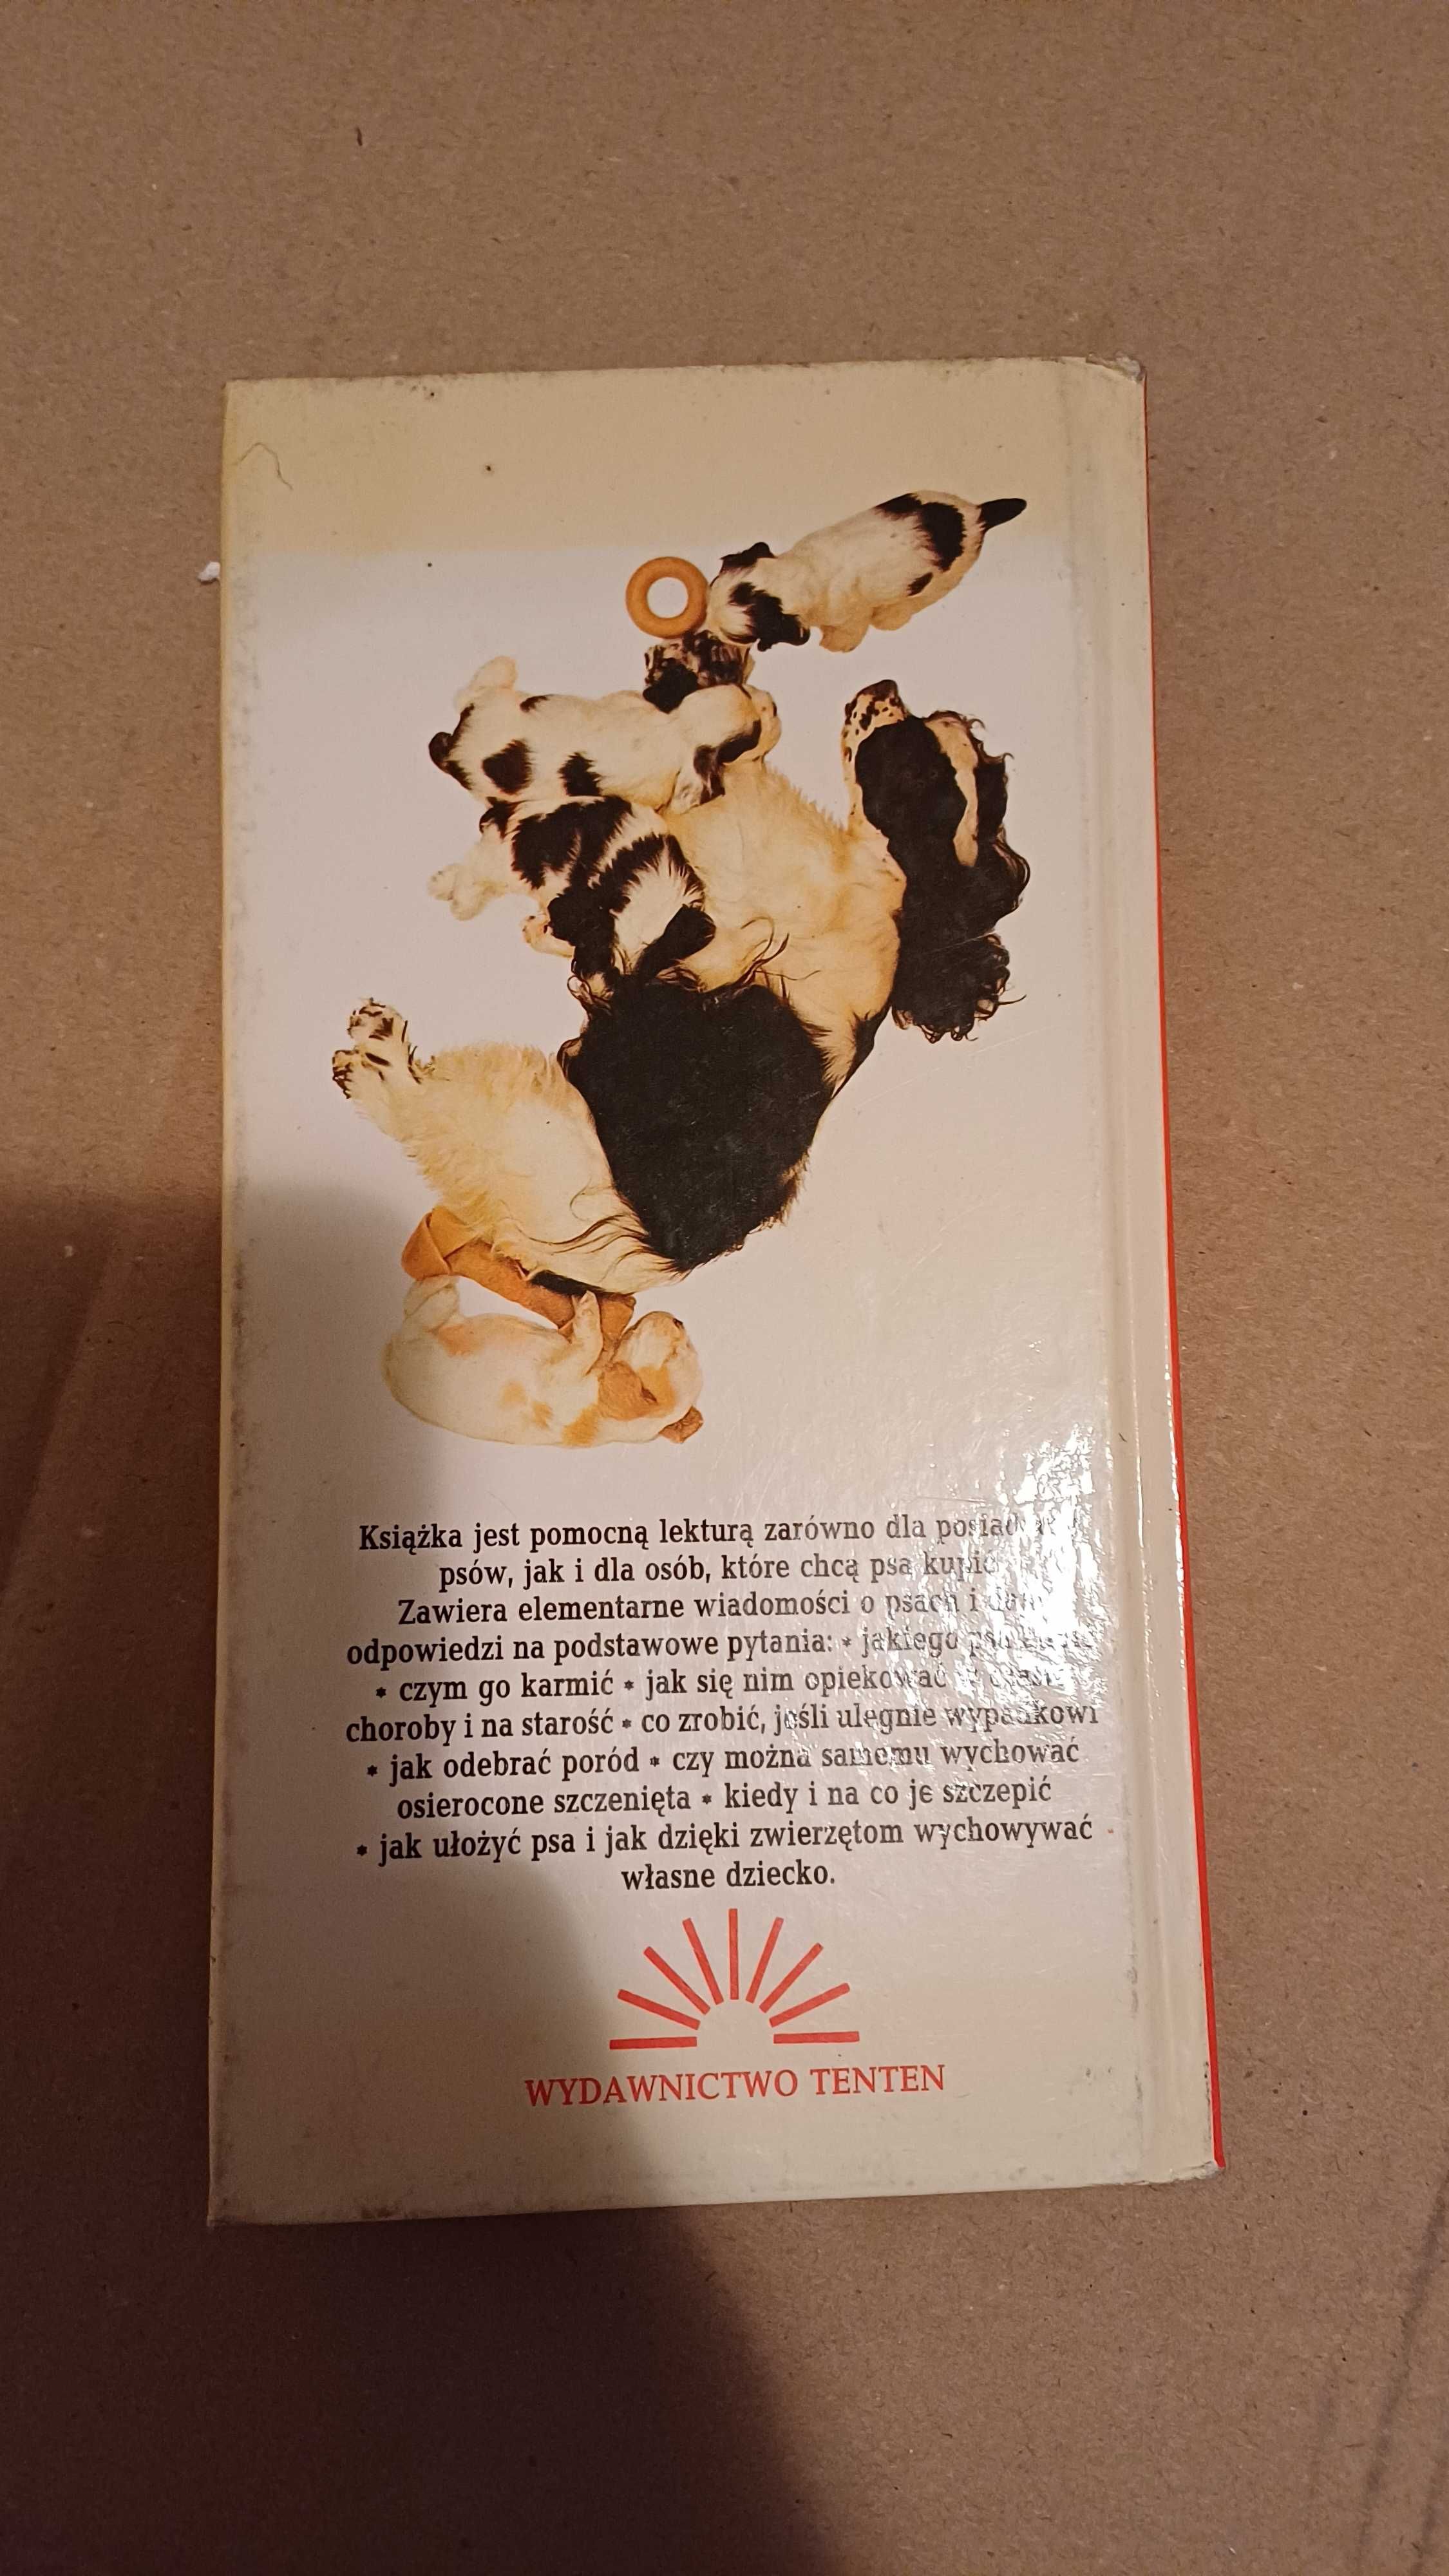 Książka jest pomocną lekturą zarówno dla
psów, jak i dla osób, które chcą psa kupić
Zawiera elementarne wiadomości o psach i
odpowiedzi na podstawowe pytania: * jakiego
* czym go karmić * jak się nim opiekować
choroby i na starość * co zrobić, jeśli ulegnie wypadkowi
* jak odebrać poród * czy można samemu wychować
osierocone szczenięta * kiedy i na co je szczepić
* jak ułożyć psa i jak dzięki zwierzętom wychowywać
własne dziecko.
WYDAWNICTWO TENTEN